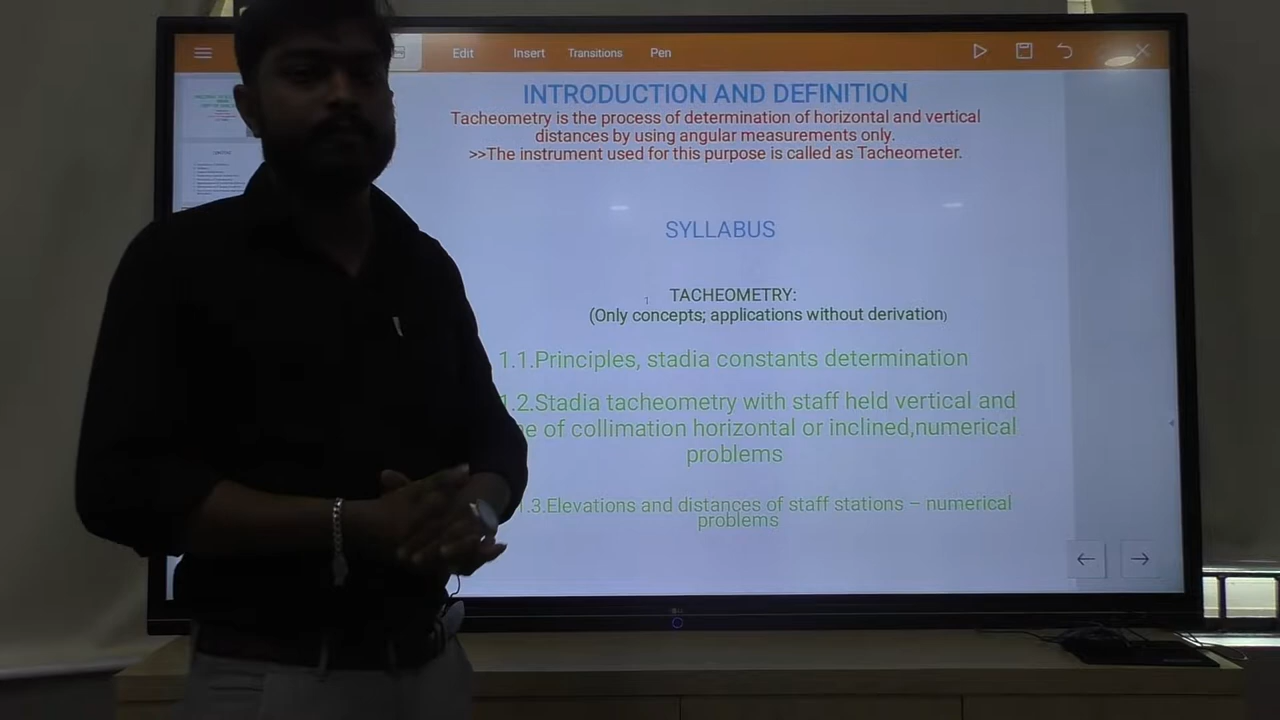 Edit Insert Transitions Pen
INTRODUCTION AND DEFINITION
Tacheometry is the process of determination of horizontal and vertical
distances by using angular measurements only.
>>The instrument used for this purpose is called as Tacheometer.
SYLLABUS
1
TACHEOMETRY:
(Only concepts; applications without derivation)
1.1.Principles, stadia constants determination
.2.Stadia tacheometry with staff held vertical and
of collimation horizontal or inclined,numerical
problems
1.3.Elevations and distances of staff stations – numerical
problems